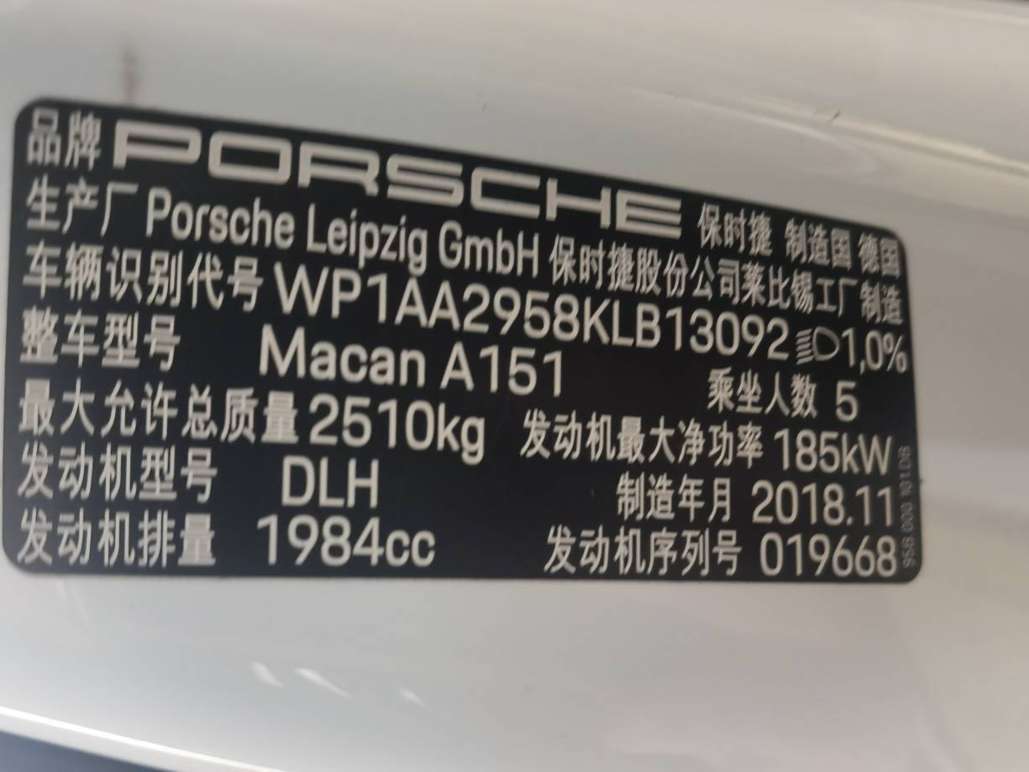 品牌 PORSCHE 保时捷 制造国 德国
生产厂 Porsche Leipzig GmbH 保时捷股份公司莱比锡工厂制造
车辆识别代号 WP1AA2958KLB13092 1,0%
整车型号 Macan A151 乘坐人数 5
最大允许总质量 2510kg 发动机最大净功率 185kW
发动机型号 DLH 制造年月 2018.11
发动机排量 1984cc 发动机序列号 019668